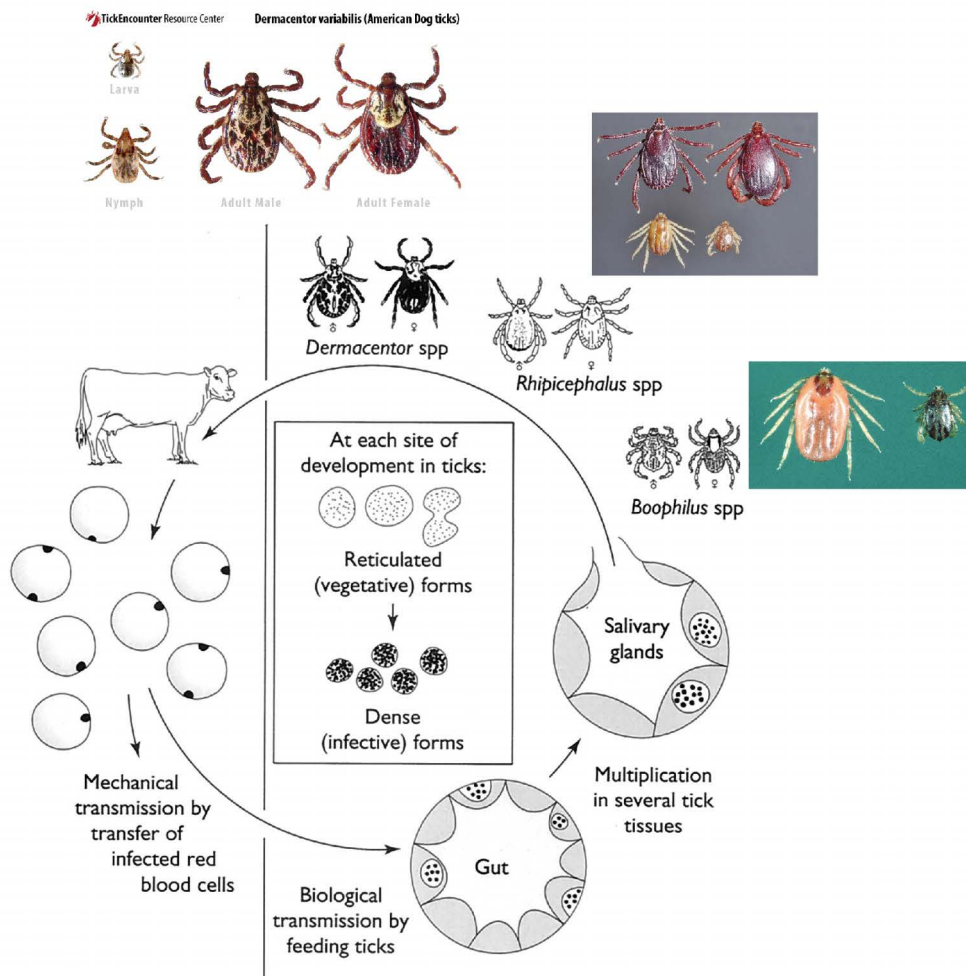 TickEncounter Resource Center
Dermacentor variabilis (American Dog ticks)
Larva
Nymph
Adult Male
Adult Female
♂
♀
Dermacentor spp
♂
♀
Rhipicephalus spp
♂
♀
Boophilus spp
At each site of
development in ticks:
Reticulated
(vegetative) forms
Dense
(infective) forms
Salivary
glands
Mechanical
transmission by
transfer of
infected red
blood cells
Multiplication
in several tick
tissues
Gut
Biological
transmission by
feeding ticks